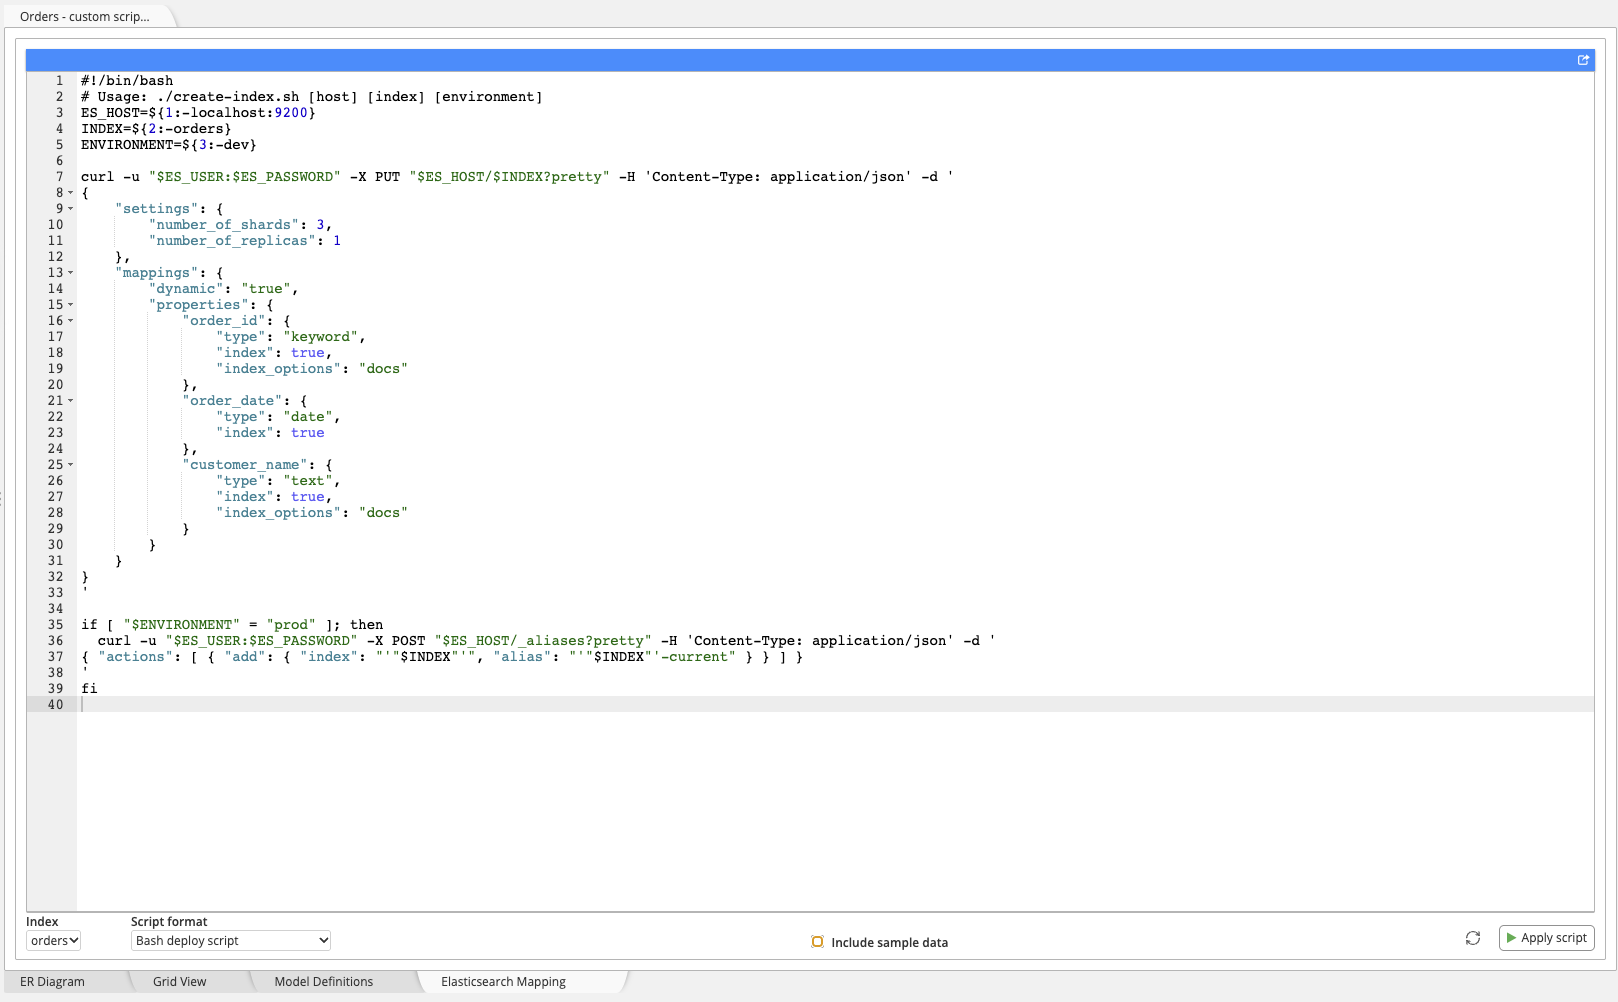 Orders - custom scrip...
1 #!/bin/bash
2 # Usage: ./create-index.sh [host] [index] [environment]
3 ES_HOST=${1:-localhost:9200}
4 INDEX=${2:-orders}
5 ENVIRONMENT=${3:-dev}
6
7 curl -u "$ES_USER:$ES_PASSWORD" -X PUT "$ES_HOST/$INDEX?pretty" -H 'Content-Type: application/json' -d '
8 {
9     "settings": {
10         "number_of_shards": 3,
11         "number_of_replicas": 1
12     },
13     "mappings": {
14         "dynamic": "true",
15         "properties": {
16             "order_id": {
17                 "type": "keyword",
18                 "index": true,
19                 "index_options": "docs"
20             },
21             "order_date": {
22                 "type": "date",
23                 "index": true
24             },
25             "customer_name": {
26                 "type": "text",
27                 "index": true,
28                 "index_options": "docs"
29             }
30         }
31     }
32 }
33 '
34
35 if [ "$ENVIRONMENT" = "prod" ]; then
36   curl -u "$ES_USER:$ES_PASSWORD" -X POST "$ES_HOST/_aliases?pretty" -H 'Content-Type: application/json' -d '
37 { "actions": [ { "add": { "index": "'"$INDEX"'", "alias": "'"$INDEX"'-current" } } ] }
38 '
39 fi
40
Index Script format
orders Bash deploy script Include sample data Apply script
ER Diagram Grid View Model Definitions Elasticsearch Mapping